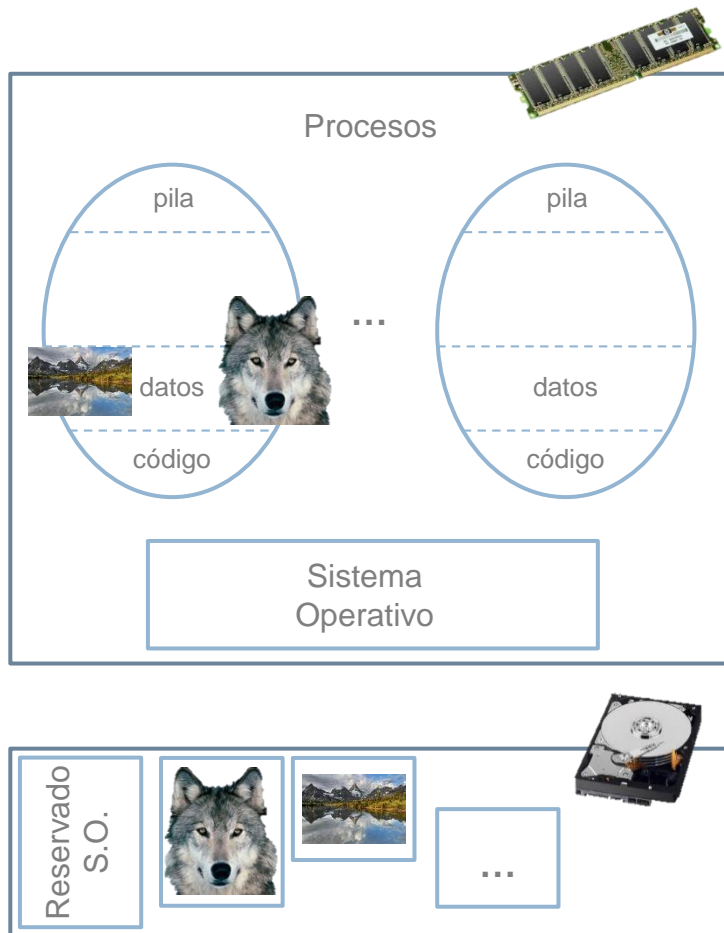 Procesos
pila
pila
...
datos
datos
código
código
Sistema
Operativo
Reservado
S.O.
...